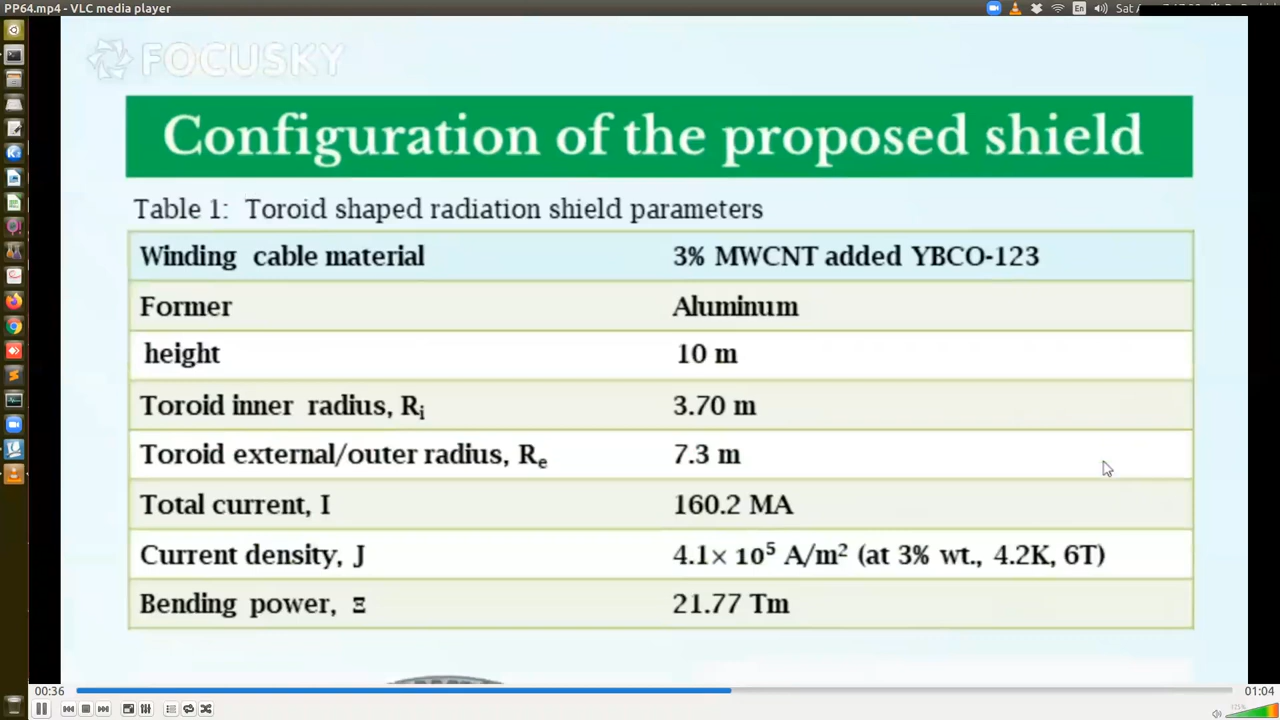 PP64.mp4 - VLC media player
En
Sat
FOCUSKY
Configuration of the proposed shield
Table 1: Toroid shaped radiation shield parameters
Winding cable material 3% MWCNT added YBCO-123
Former Aluminum
height 10 m
Toroid inner radius, Rᵢ 3.70 m
Toroid external/outer radius, Rₑ 7.3 m
Total current, I 160.2 MA
Current density, J 4.1× 10⁵ A/m² (at 3% wt., 4.2K, 6T)
Bending power, Ξ 21.77 Tm
00:36 01:04